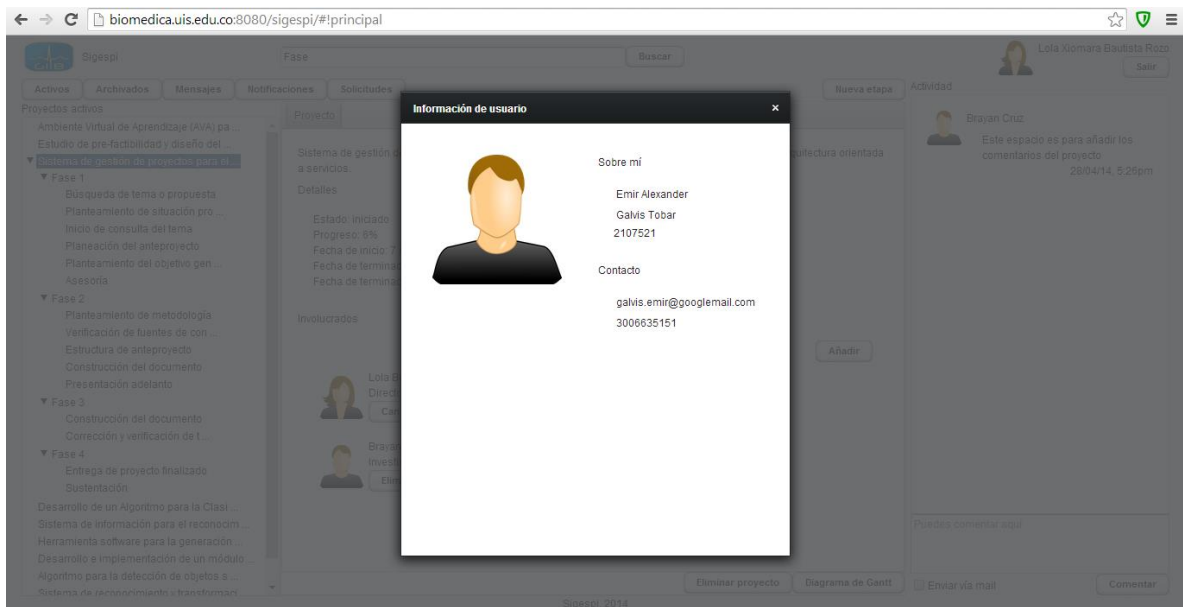 biomedica.uis.edu.co:8080/sigespi/#!principal
Sigespi
Fase
Buscar
Lola Xiomara Bautista Rozo
Salir
Activos
Archivados
Mensajes
Notificaciones
Solicitudes
Nueva etapa
Actividad
Proyectos activos
Ambiente Virtual de Aprendizaje (AVA) pa ...
Estudio de pre-factibilidad y diseño del ...
Sistema de gestión de proyectos para el ...
Fase 1
Búsqueda de tema o propuesta
Planteamiento de situación pro ...
Inicio de consulta del tema
Planeación del anteproyecto
Planteamiento del objetivo gen ...
Asesoría
Fase 2
Planteamiento de metodología
Verificación de fuentes de con ...
Estructura de anteproyecto
Construcción del documento
Presentación adelanto
Fase 3
Construcción del documento
Corrección y verificación de t ...
Fase 4
Entrega de proyecto finalizado
Sustentación
Desarrollo de un Algoritmo para la Clasi ...
Sistema de información para el reconocim ...
Herramienta software para la generación ...
Desarrollo e implementación de un módulo ...
Algoritmo para la detección de objetos a ...
Sistema de reconocimiento y transformaci ...
Proyecto
Sistema de gestión d
quitectura orientada
a servicios.
Detalles
Estado: Iniciado
Progreso: 6%
Fecha de inicio: 7
Fecha de termina
Fecha de termina
Involucrados
Añadir
Lola B
Direct
Brayan
Investi
Elim
Información de usuario
×
Sobre mí
Emir Alexander
Galvis Tobar
2107521
Contacto
galvis.emir@googlemail.com
3006635151
Brayan Cruz
Este espacio es para añadir los
comentarios del proyecto
28/04/14, 5:26pm
Puedes comentar aquí
Eliminar proyecto
Diagrama de Gantt
Enviar vía mail
Comentar
Sigespi, 2014